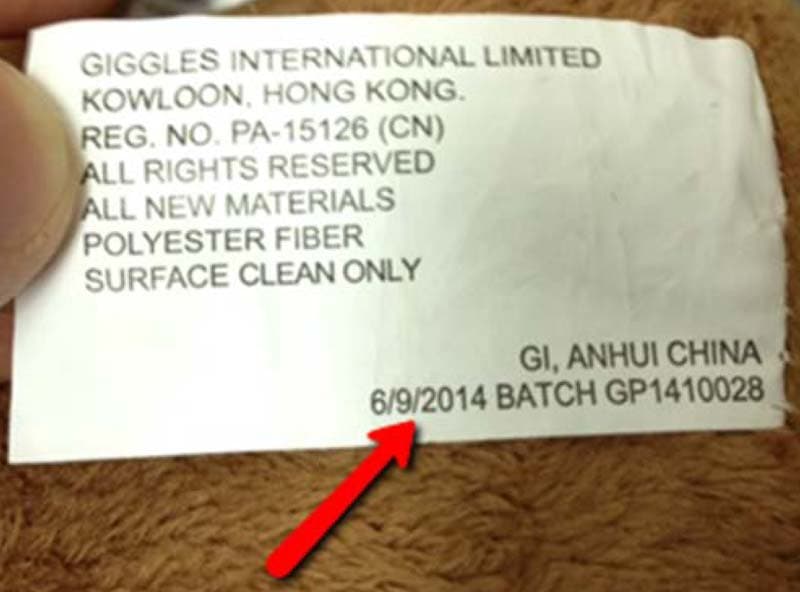 GIGGLES INTERNATIONAL LIMITED
KOWLOON, HONG KONG.
REG. NO. PA-15126 (CN)
ALL RIGHTS RESERVED
ALL NEW MATERIALS
POLYESTER FIBER
SURFACE CLEAN ONLY
GI, ANHUI CHINA
6/9/2014 BATCH GP1410028